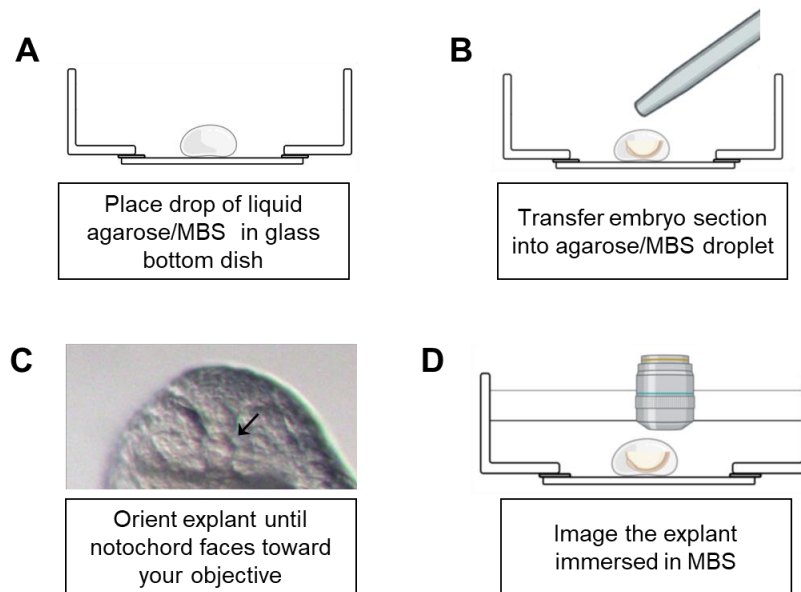 A
Place drop of liquid
agarose/MBS in glass
bottom dish
B
Transfer embryo section
into agarose/MBS droplet
C
Orient explant until
notochord faces toward
your objective
D
Image the explant
immersed in MBS